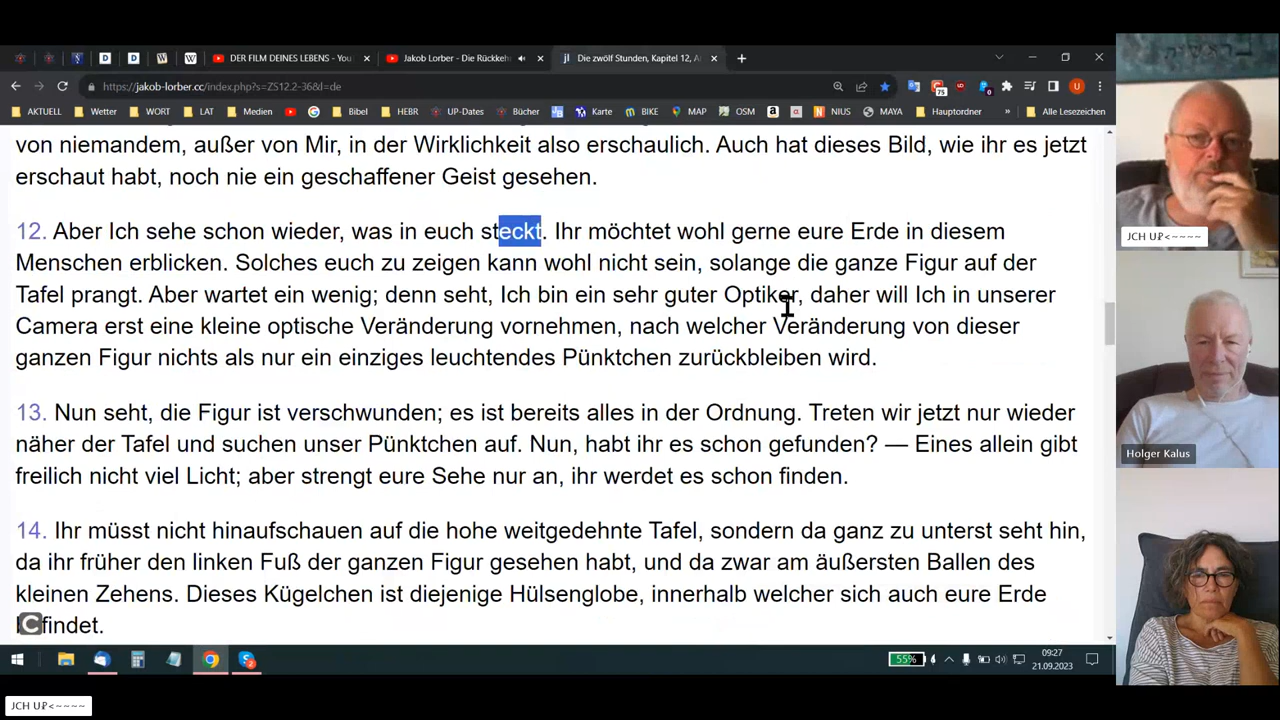 DER FILM DEINES LEBENS - You
Jakob Lorber - Die Rückkeh
Die zwölf Stunden, Kapitel 12, A
https://jakob-lorber.cc/index.php?s=ZS12.2-36&l=de
AKTUELL Wetter WORT LAT Medien Bibel HEBR UP-Dates Bücher Karte BIKE MAP OSM NIUS MAYA Hauptordner » Alle Lesezeichen
von niemandem, außer von Mir, in der Wirklichkeit also erschaulich. Auch hat dieses Bild, wie ihr es jetzt
erschaut habt, noch nie ein geschaffener Geist gesehen.
12. Aber Ich sehe schon wieder, was in euch steckt. Ihr möchtet wohl gerne eure Erde in diesem
Menschen erblicken. Solches euch zu zeigen kann wohl nicht sein, solange die ganze Figur auf der
Tafel prangt. Aber wartet ein wenig; denn seht, Ich bin ein sehr guter Optiker, daher will Ich in unserer
Camera erst eine kleine optische Veränderung vornehmen, nach welcher Veränderung von dieser
ganzen Figur nichts als nur ein einziges leuchtendes Pünktchen zurückbleiben wird.
13. Nun seht, die Figur ist verschwunden; es ist bereits alles in der Ordnung. Treten wir jetzt nur wieder
näher der Tafel und suchen unser Pünktchen auf. Nun, habt ihr es schon gefunden? — Eines allein gibt
freilich nicht viel Licht; aber strengt eure Sehe nur an, ihr werdet es schon finden.
14. Ihr müsst nicht hinaufschauen auf die hohe weitgedehnte Tafel, sondern da ganz zu unterst seht hin,
da ihr früher den linken Fuß der ganzen Figur gesehen habt, und da zwar am äußersten Ballen des
kleinen Zehens. Dieses Kügelchen ist diejenige Hülsenglobe, innerhalb welcher sich auch eure Erde
findet.
55%
09:27
21.09.2023
JCH U₽<~~~~
Holger Kalus
JCH U₽<~~~~